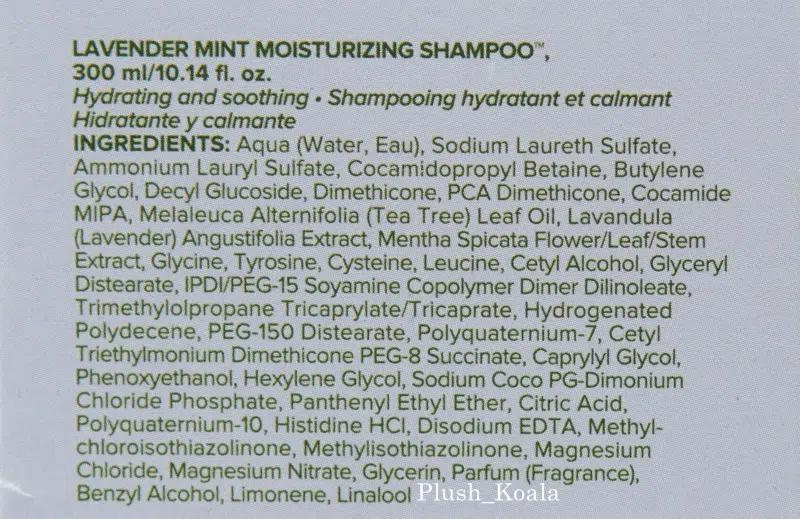 LAVENDER MINT MOISTURIZING SHAMPOO™,
300 ml/10.14 fl. oz.
Hydrating and soothing • Shampooing hydratant et calmant
Hidratante y calmante
INGREDIENTS: Aqua (Water, Eau), Sodium Laureth Sulfate,
Ammonium Lauryl Sulfate, Cocamidopropyl Betaine, Butylene
Glycol, Decyl Glucoside, Dimethicone, PCA Dimethicone, Cocamide
MIPA, Melaleuca Alternifolia (Tea Tree) Leaf Oil, Lavandula
(Lavender) Angustifolia Extract, Mentha Spicata Flower/Leaf/Stem
Extract, Glycine, Tyrosine, Cysteine, Leucine, Cetyl Alcohol, Glyceryl
Distearate, IPDI/PEG-15 Soyamine Copolymer Dimer Dilinoleate,
Trimethylolpropane Tricaprylate/Tricaprate, Hydrogenated
Polydecene, PEG-150 Distearate, Polyquaternium-7, Cetyl
Triethylmonium Dimethicone PEG-8 Succinate, Caprylyl Glycol,
Phenoxyethanol, Hexylene Glycol, Sodium Coco PG-Dimonium
Chloride Phosphate, Panthenyl Ethyl Ether, Citric Acid,
Polyquaternium-10, Histidine HCl, Disodium EDTA, Methyl-
chloroisothiazolinone, Methylisothiazolinone, Magnesium
Chloride, Magnesium Nitrate, Glycerin, Parfum (Fragrance),
Benzyl Alcohol, Limonene, Linalool Plush_Koala